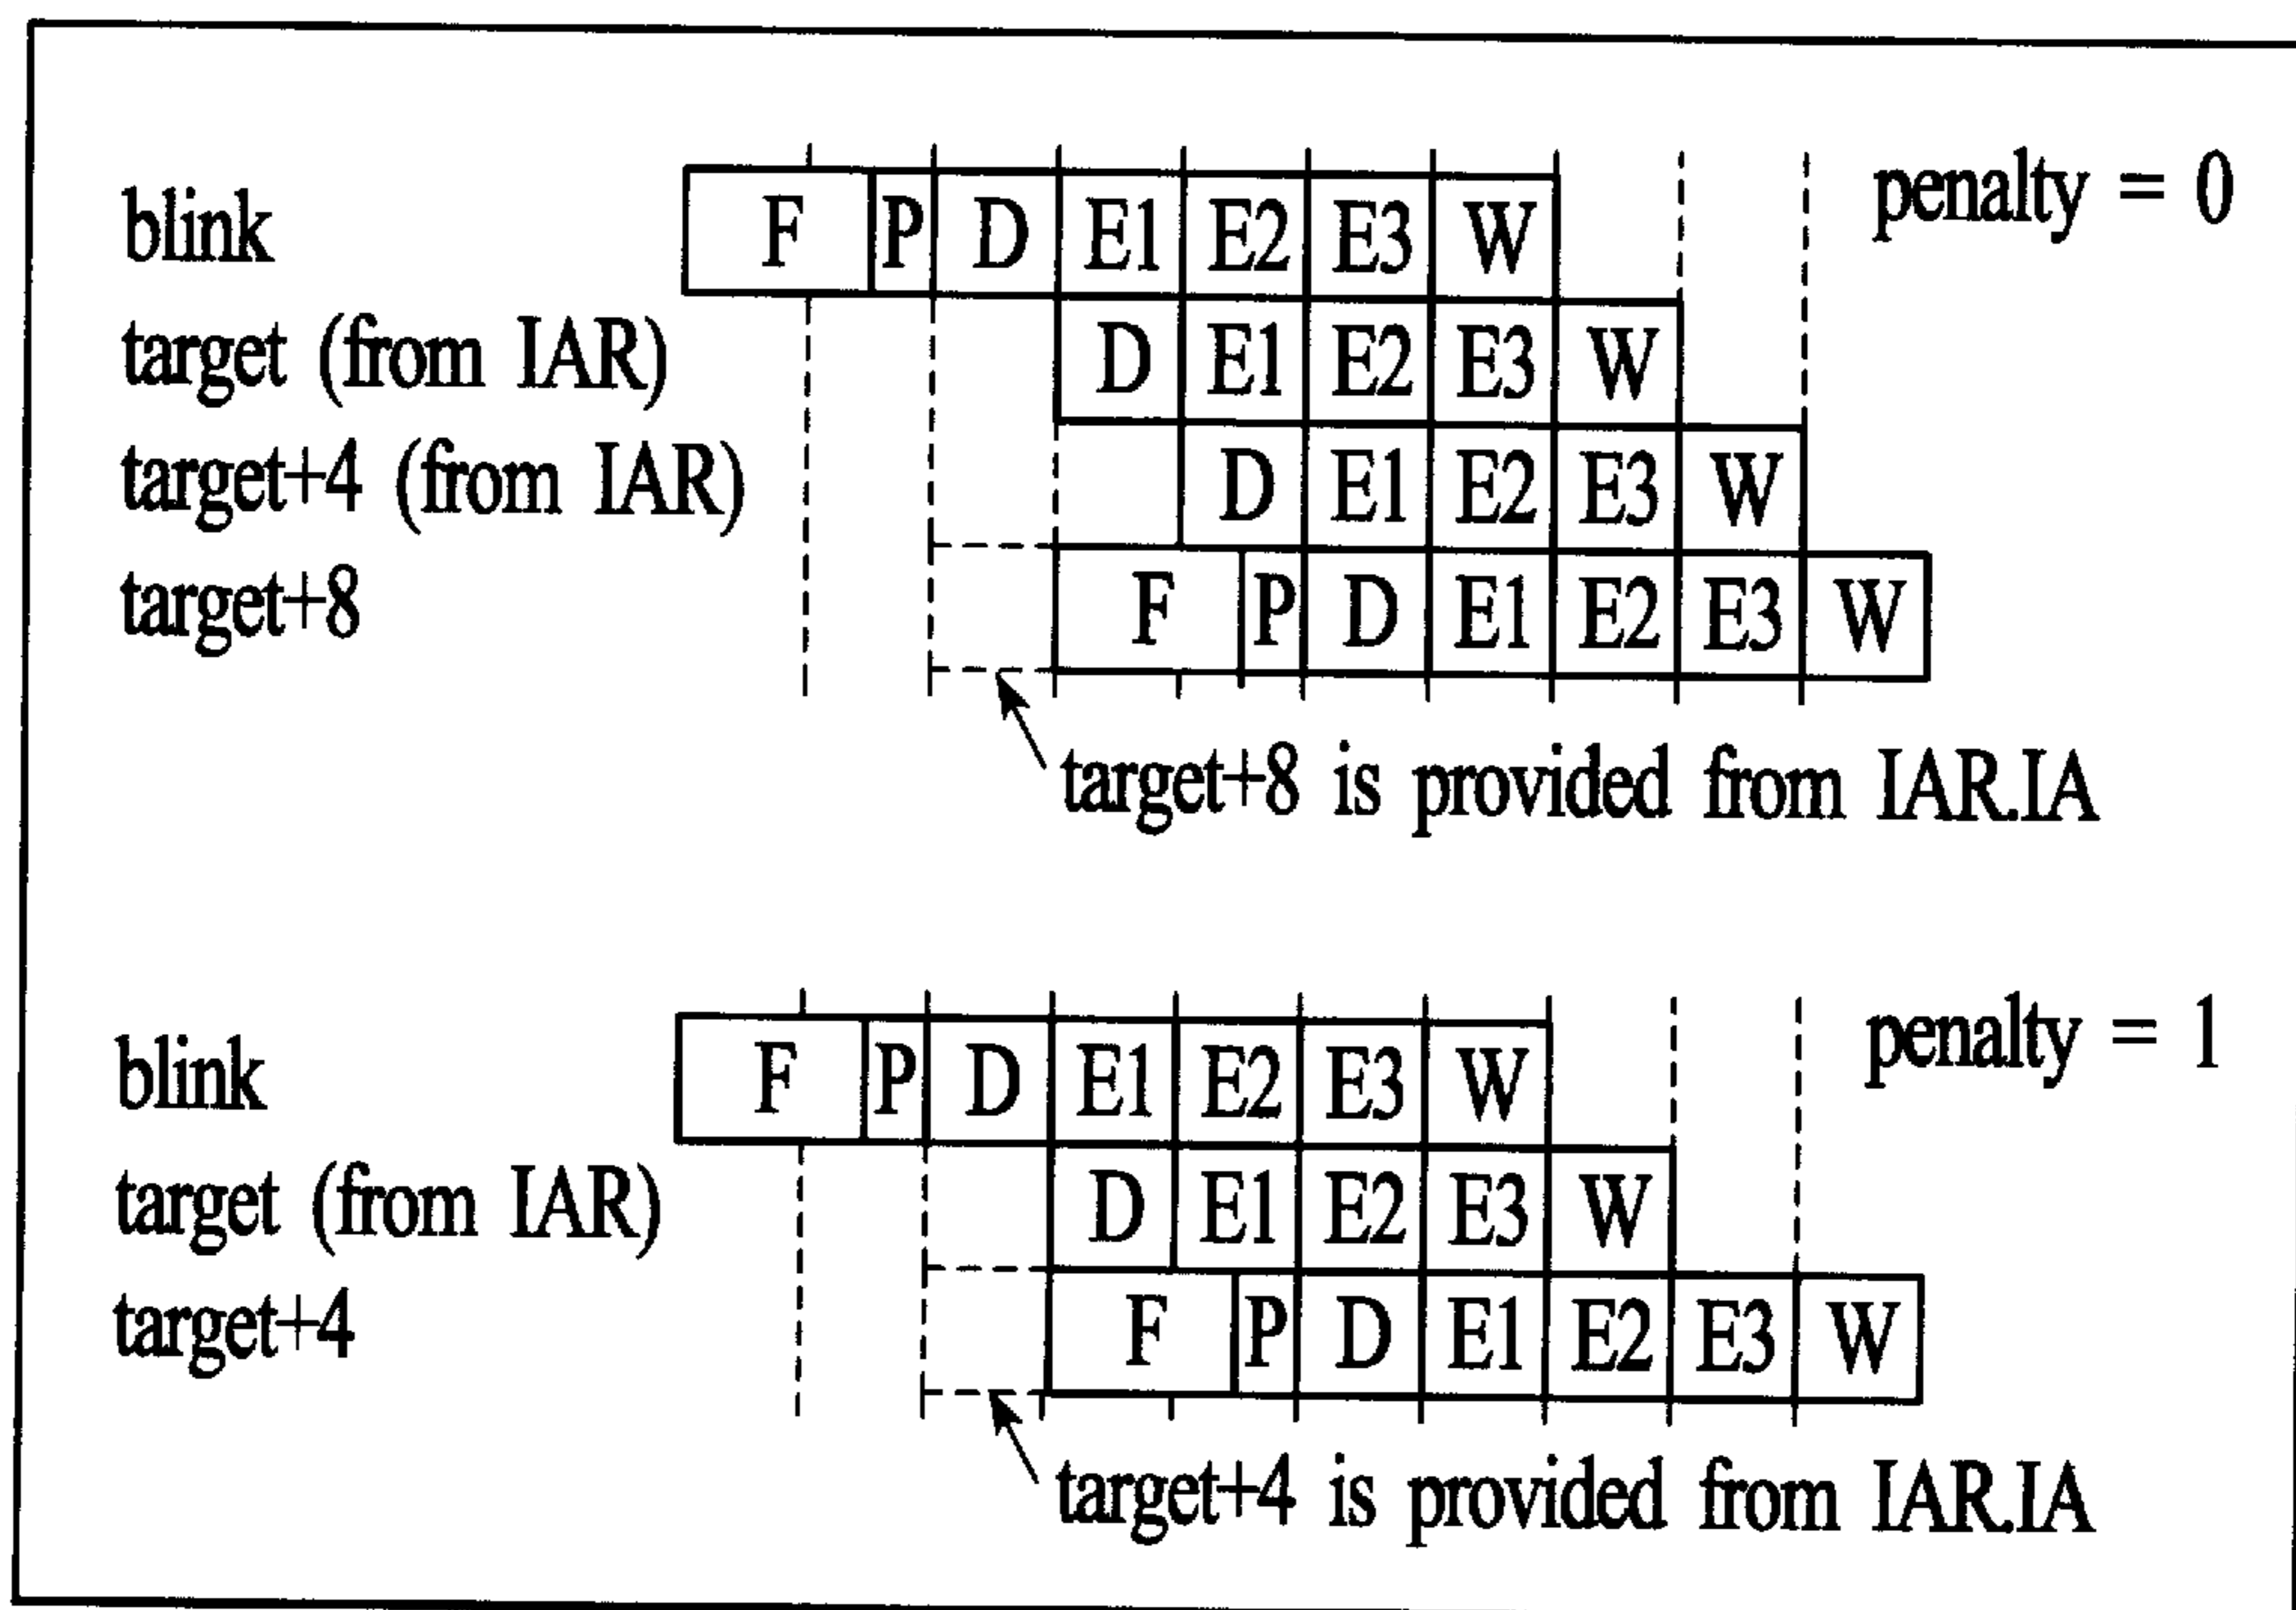 blink F P D E1 E2 E3 W penalty = 0
target (from IAR) D E1 E2 E3 W
target+4 (from IAR) D E1 E2 E3 W
target+8 F P D E1 E2 E3 W
target+8 is provided from IAR.IA
blink F P D E1 E2 E3 W penalty = 1
target (from IAR) D E1 E2 E3 W
target+4 F P D E1 E2 E3 W
target+4 is provided from IAR.IA